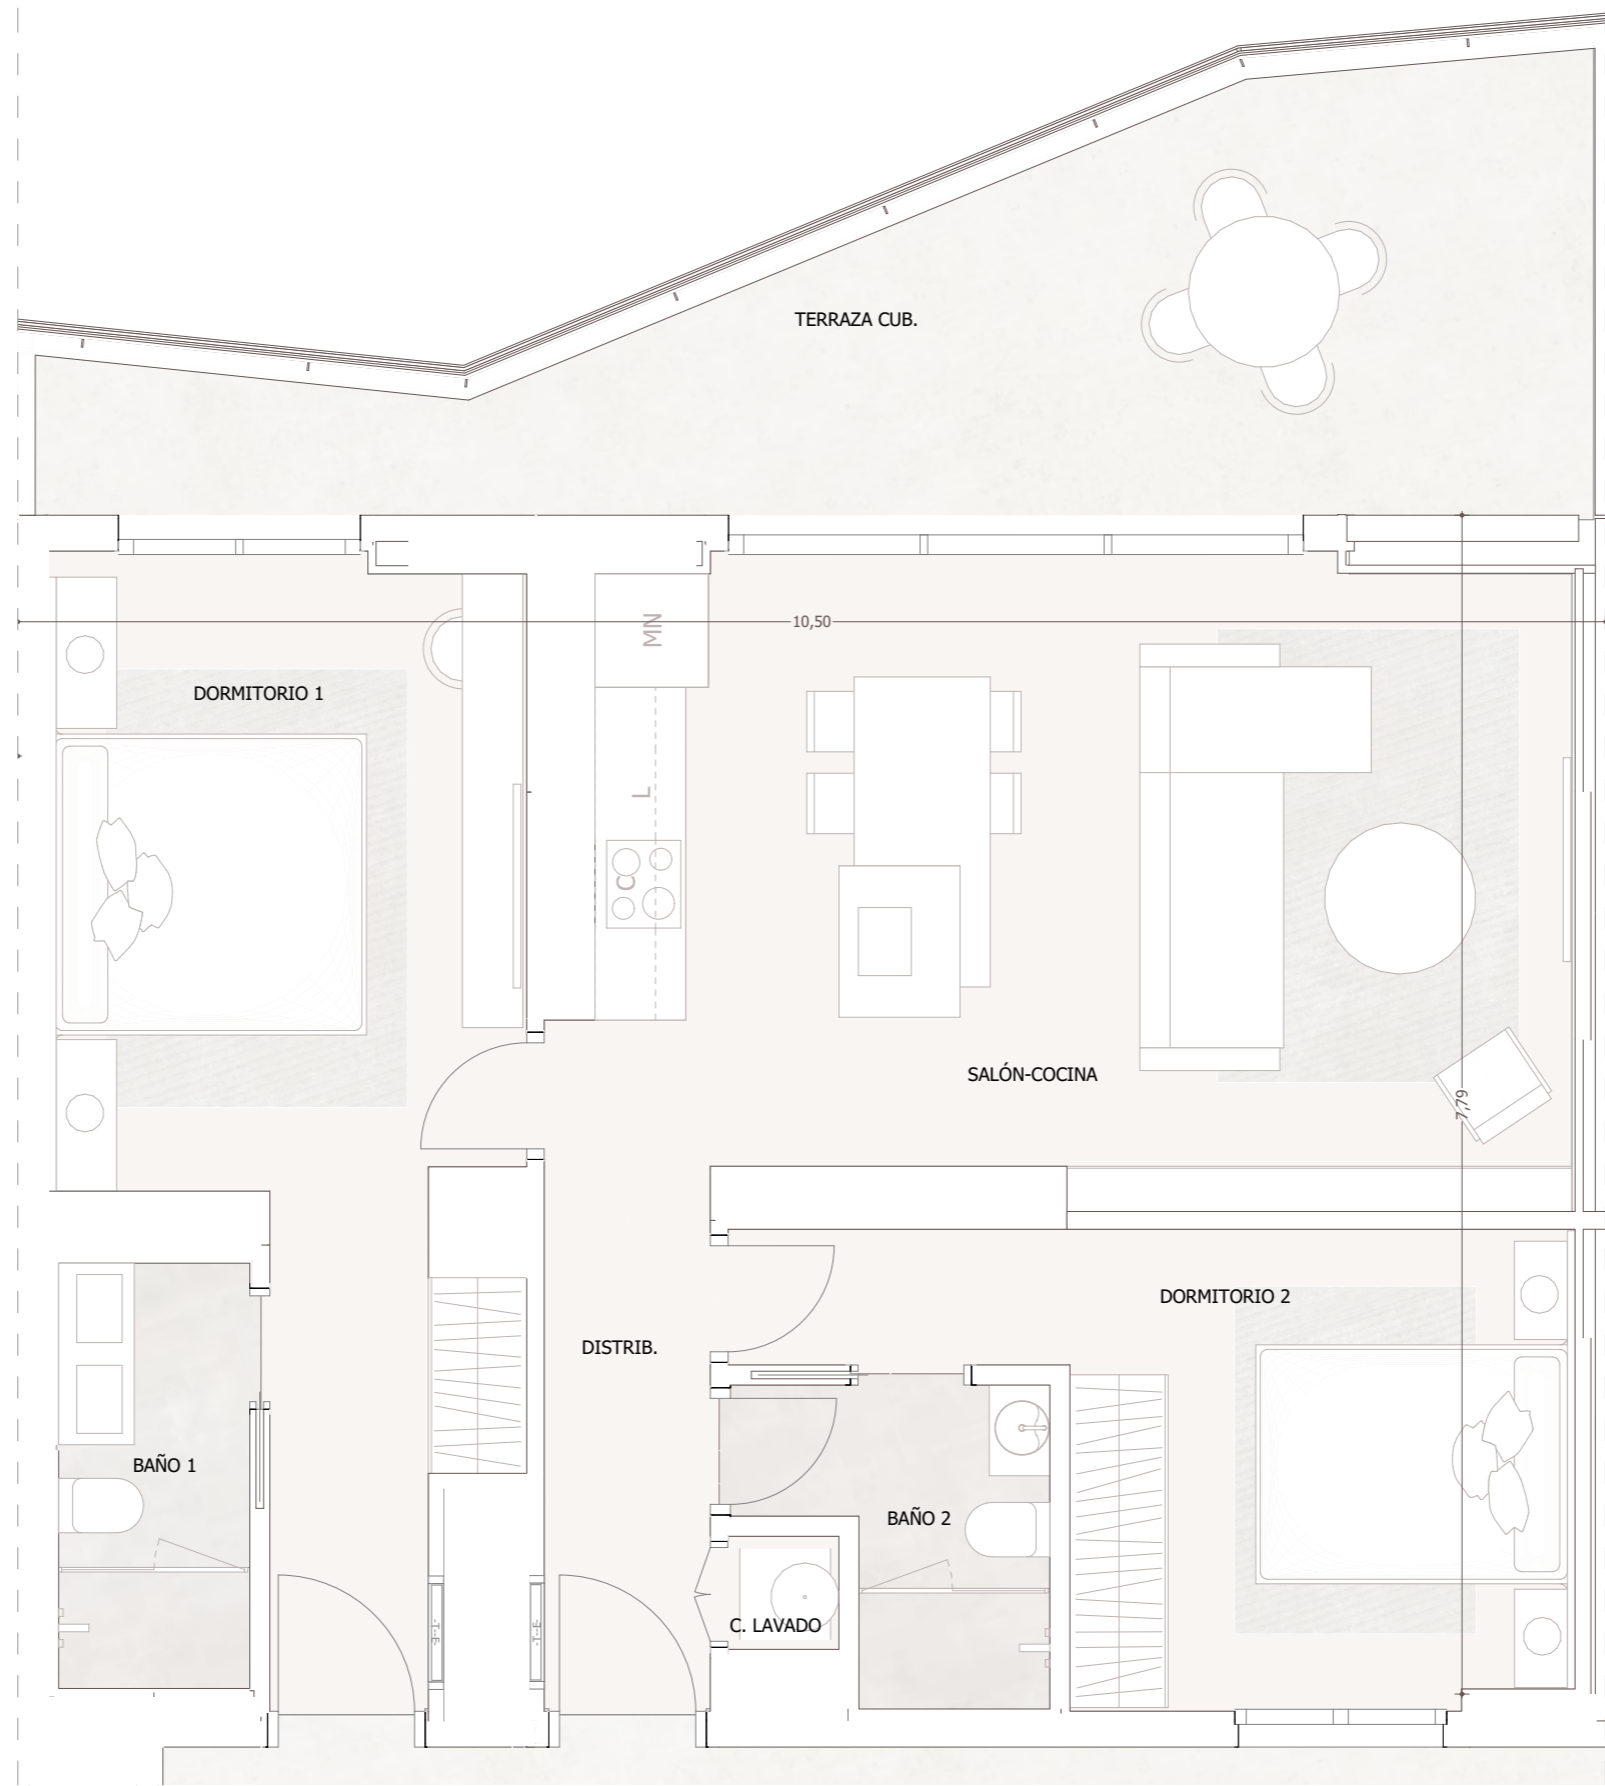 TERRAZA CUB.
10,50
MN
DORMITORIO 1
L
C
SALÓN-COCINA
7,79
DORMITORIO 2
DISTRIB.
BAÑO 1
BAÑO 2
C. LAVADO
-T--E-
-T--E-